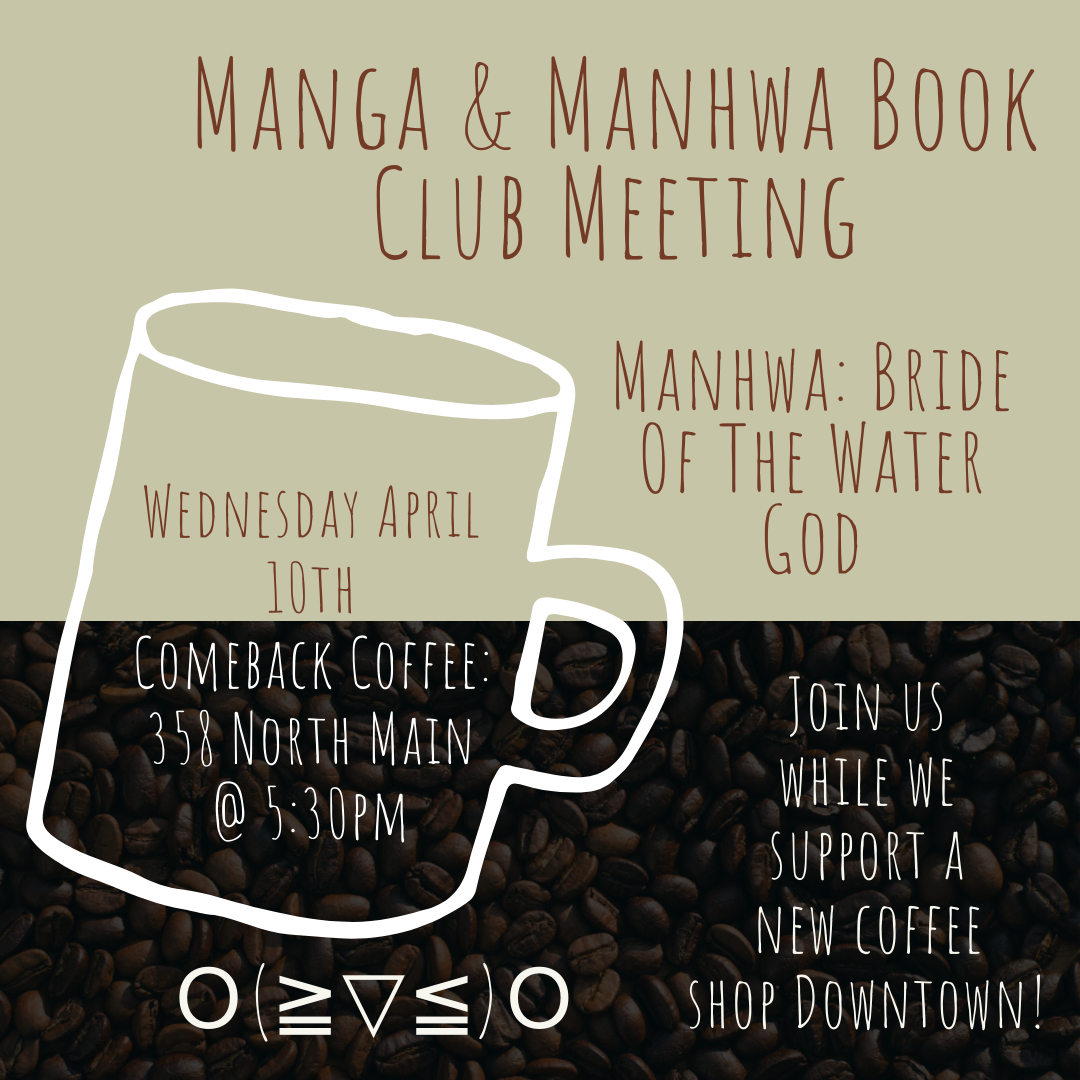 Manga & Manhwa Book
Club Meeting
Manhwa: Bride
Of The Water
God
Wednesday April
10th
Comeback Coffee:
358 North Main
@ 5:30pm
Join us
while we
support a
new coffee
shop Downtown!
O(≧▽≦)O